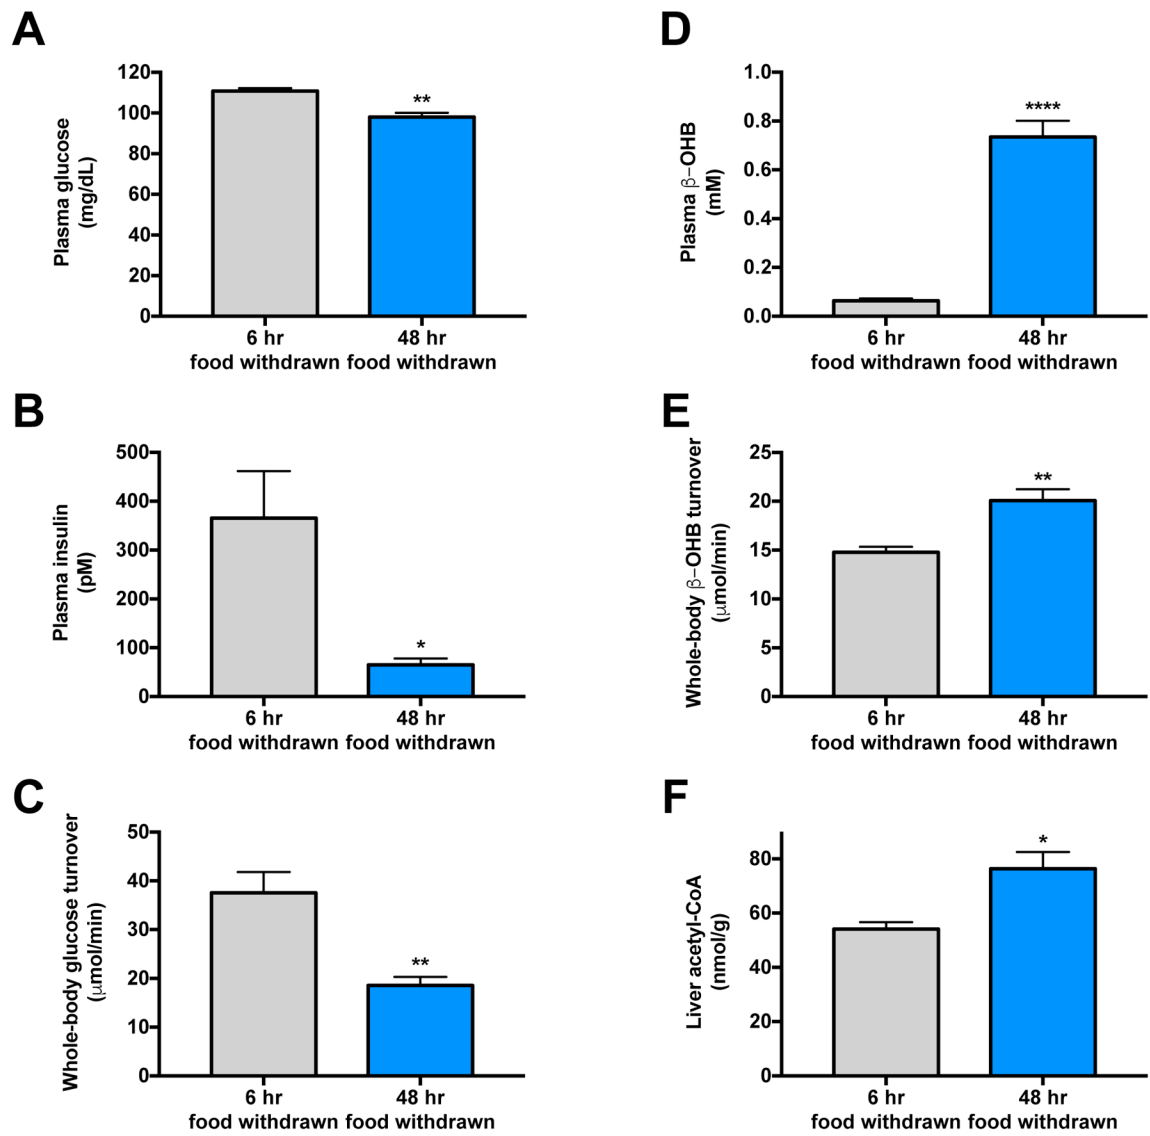 A
Plasma glucose
(mg/dL)
120
100
80
60
40
20
0
**
6 hr
food withdrawn
48 hr
food withdrawn
B
Plasma insulin
(pM)
500
400
300
200
100
0
*
6 hr
food withdrawn
48 hr
food withdrawn
C
Whole-body glucose turnover
(μmol/min)
50
40
30
20
10
0
**
6 hr
food withdrawn
48 hr
food withdrawn
D
Plasma β−OHB
(mM)
1.0
0.8
0.6
0.4
0.2
0.0
****
6 hr
food withdrawn
48 hr
food withdrawn
E
Whole-body β−OHB turnover
(μmol/min)
25
20
15
10
5
0
**
6 hr
food withdrawn
48 hr
food withdrawn
F
Liver acetyl-CoA
(nmol/g)
80
60
40
20
0
*
6 hr
food withdrawn
48 hr
food withdrawn